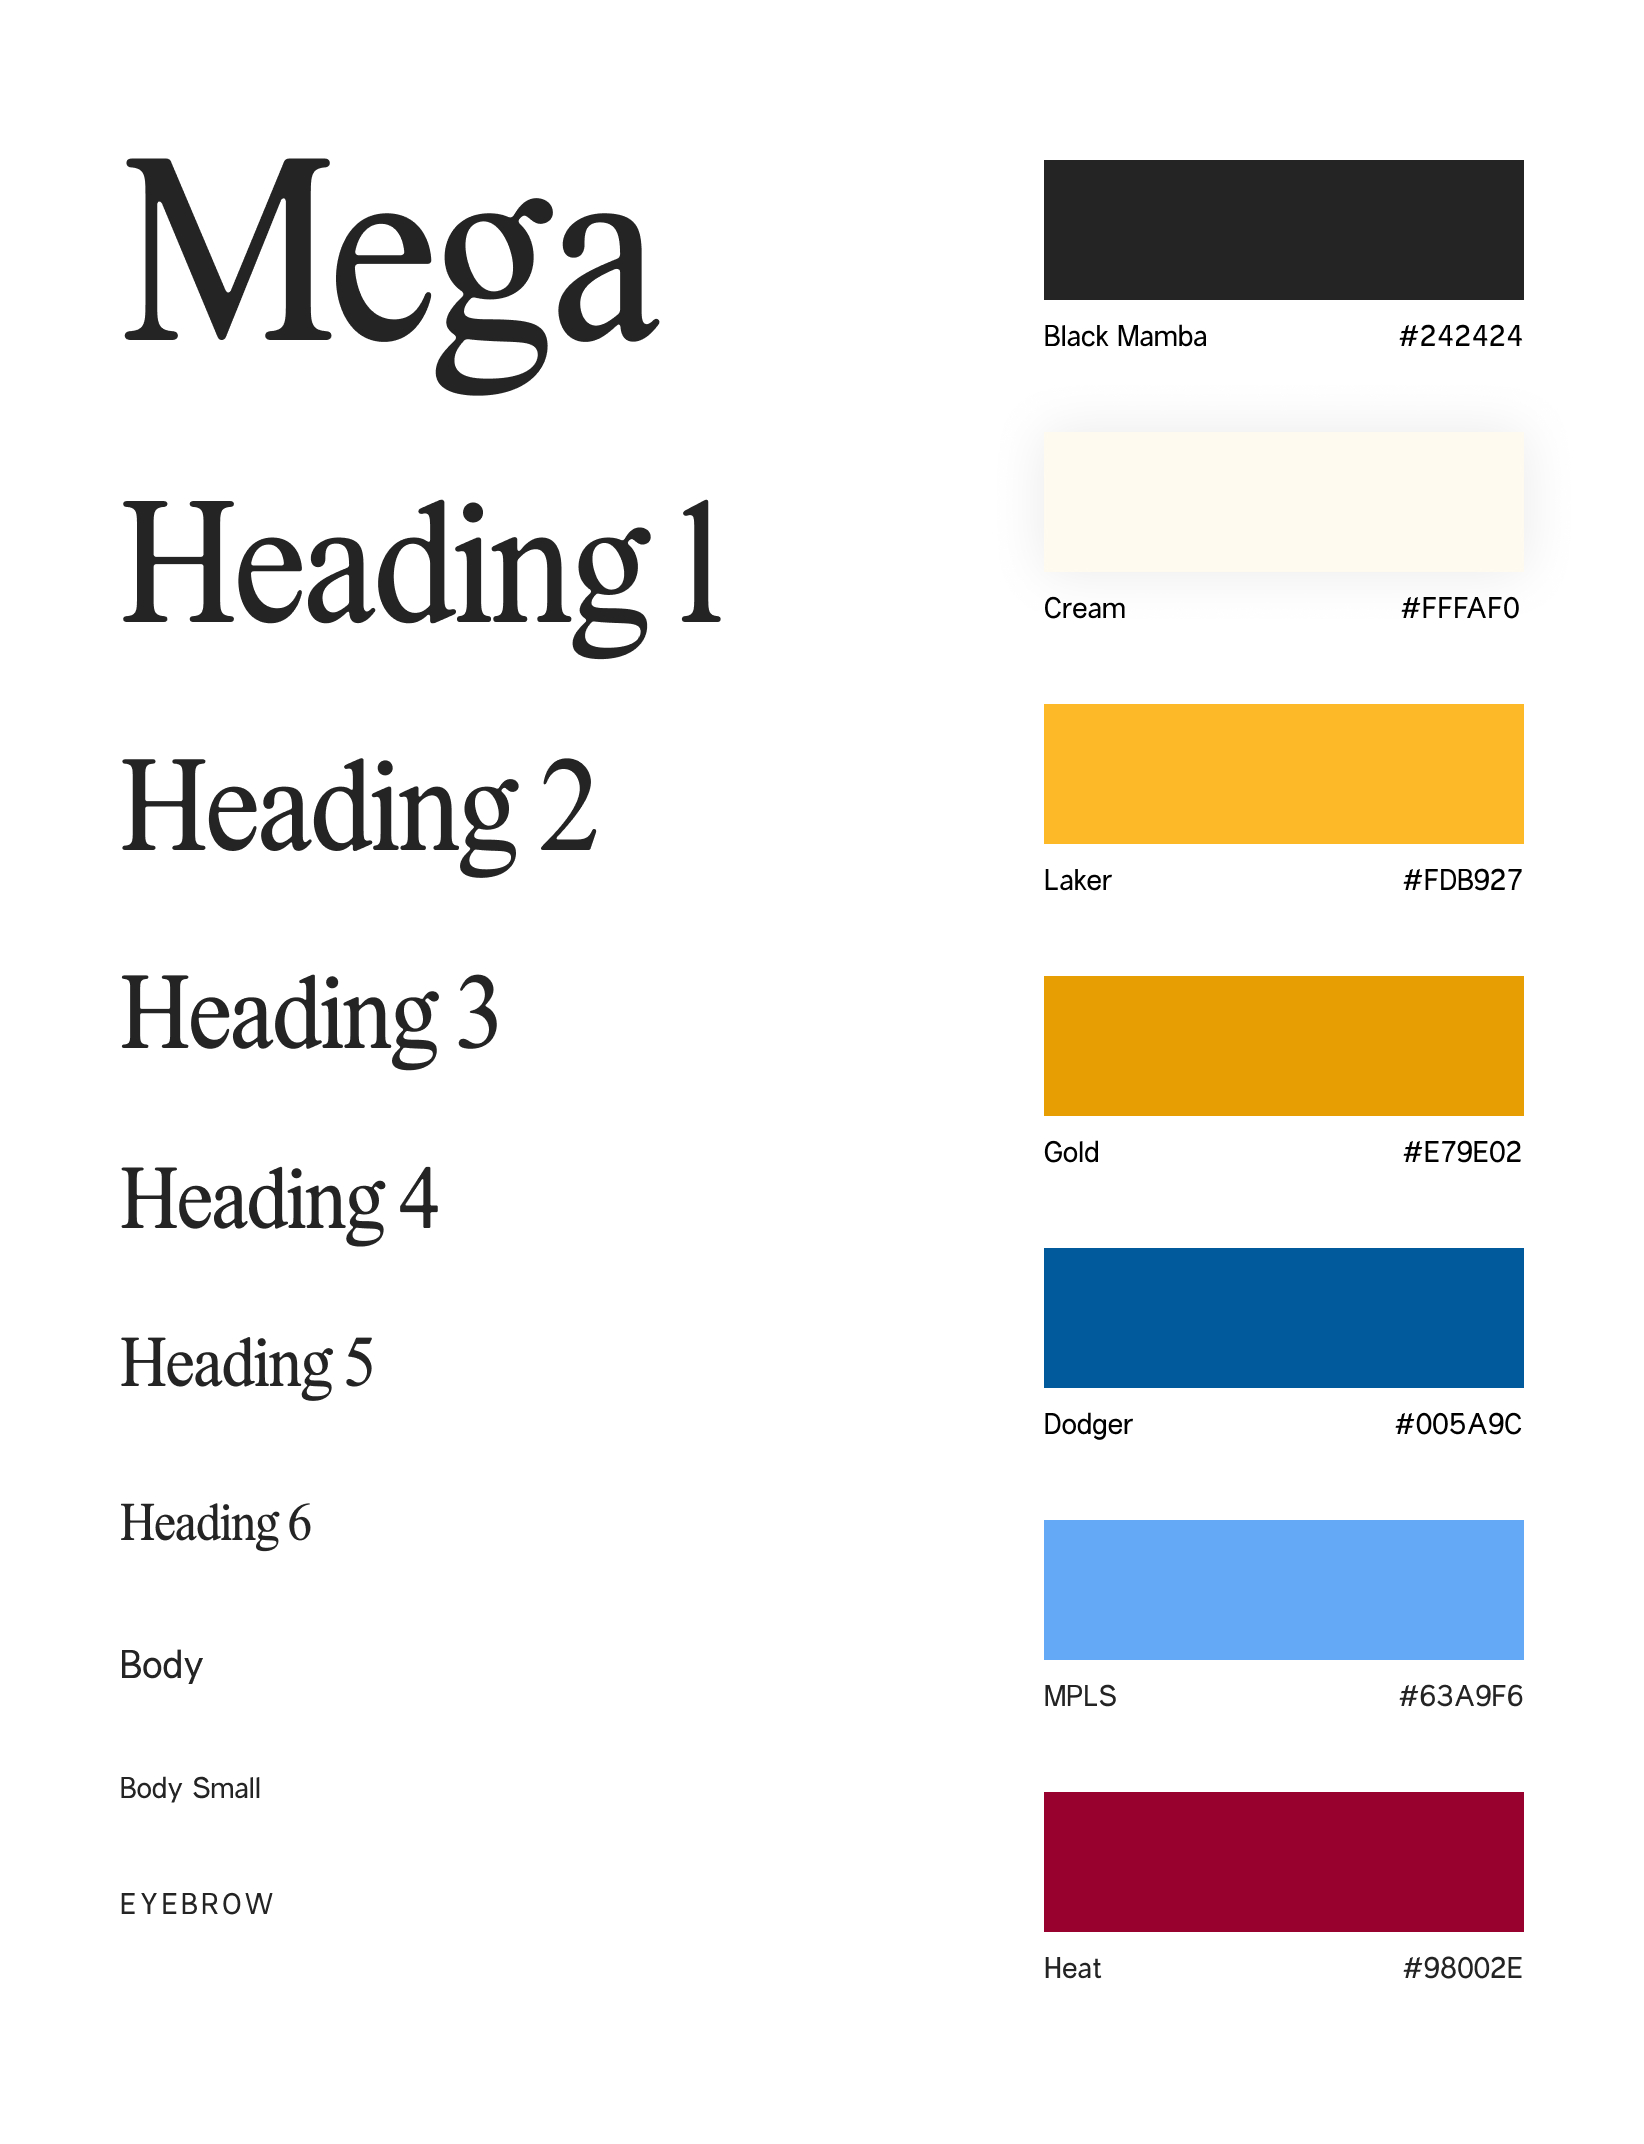 Mega
Heading 1
Heading 2
Heading 3
Heading 4
Heading 5
Heading 6
Body
Body Small
EYEBROW
Black Mamba #242424
Cream #FFFAF0
Laker #FDB927
Gold #E79E02
Dodger #005A9C
MPLS #63A9F6
Heat #98002E